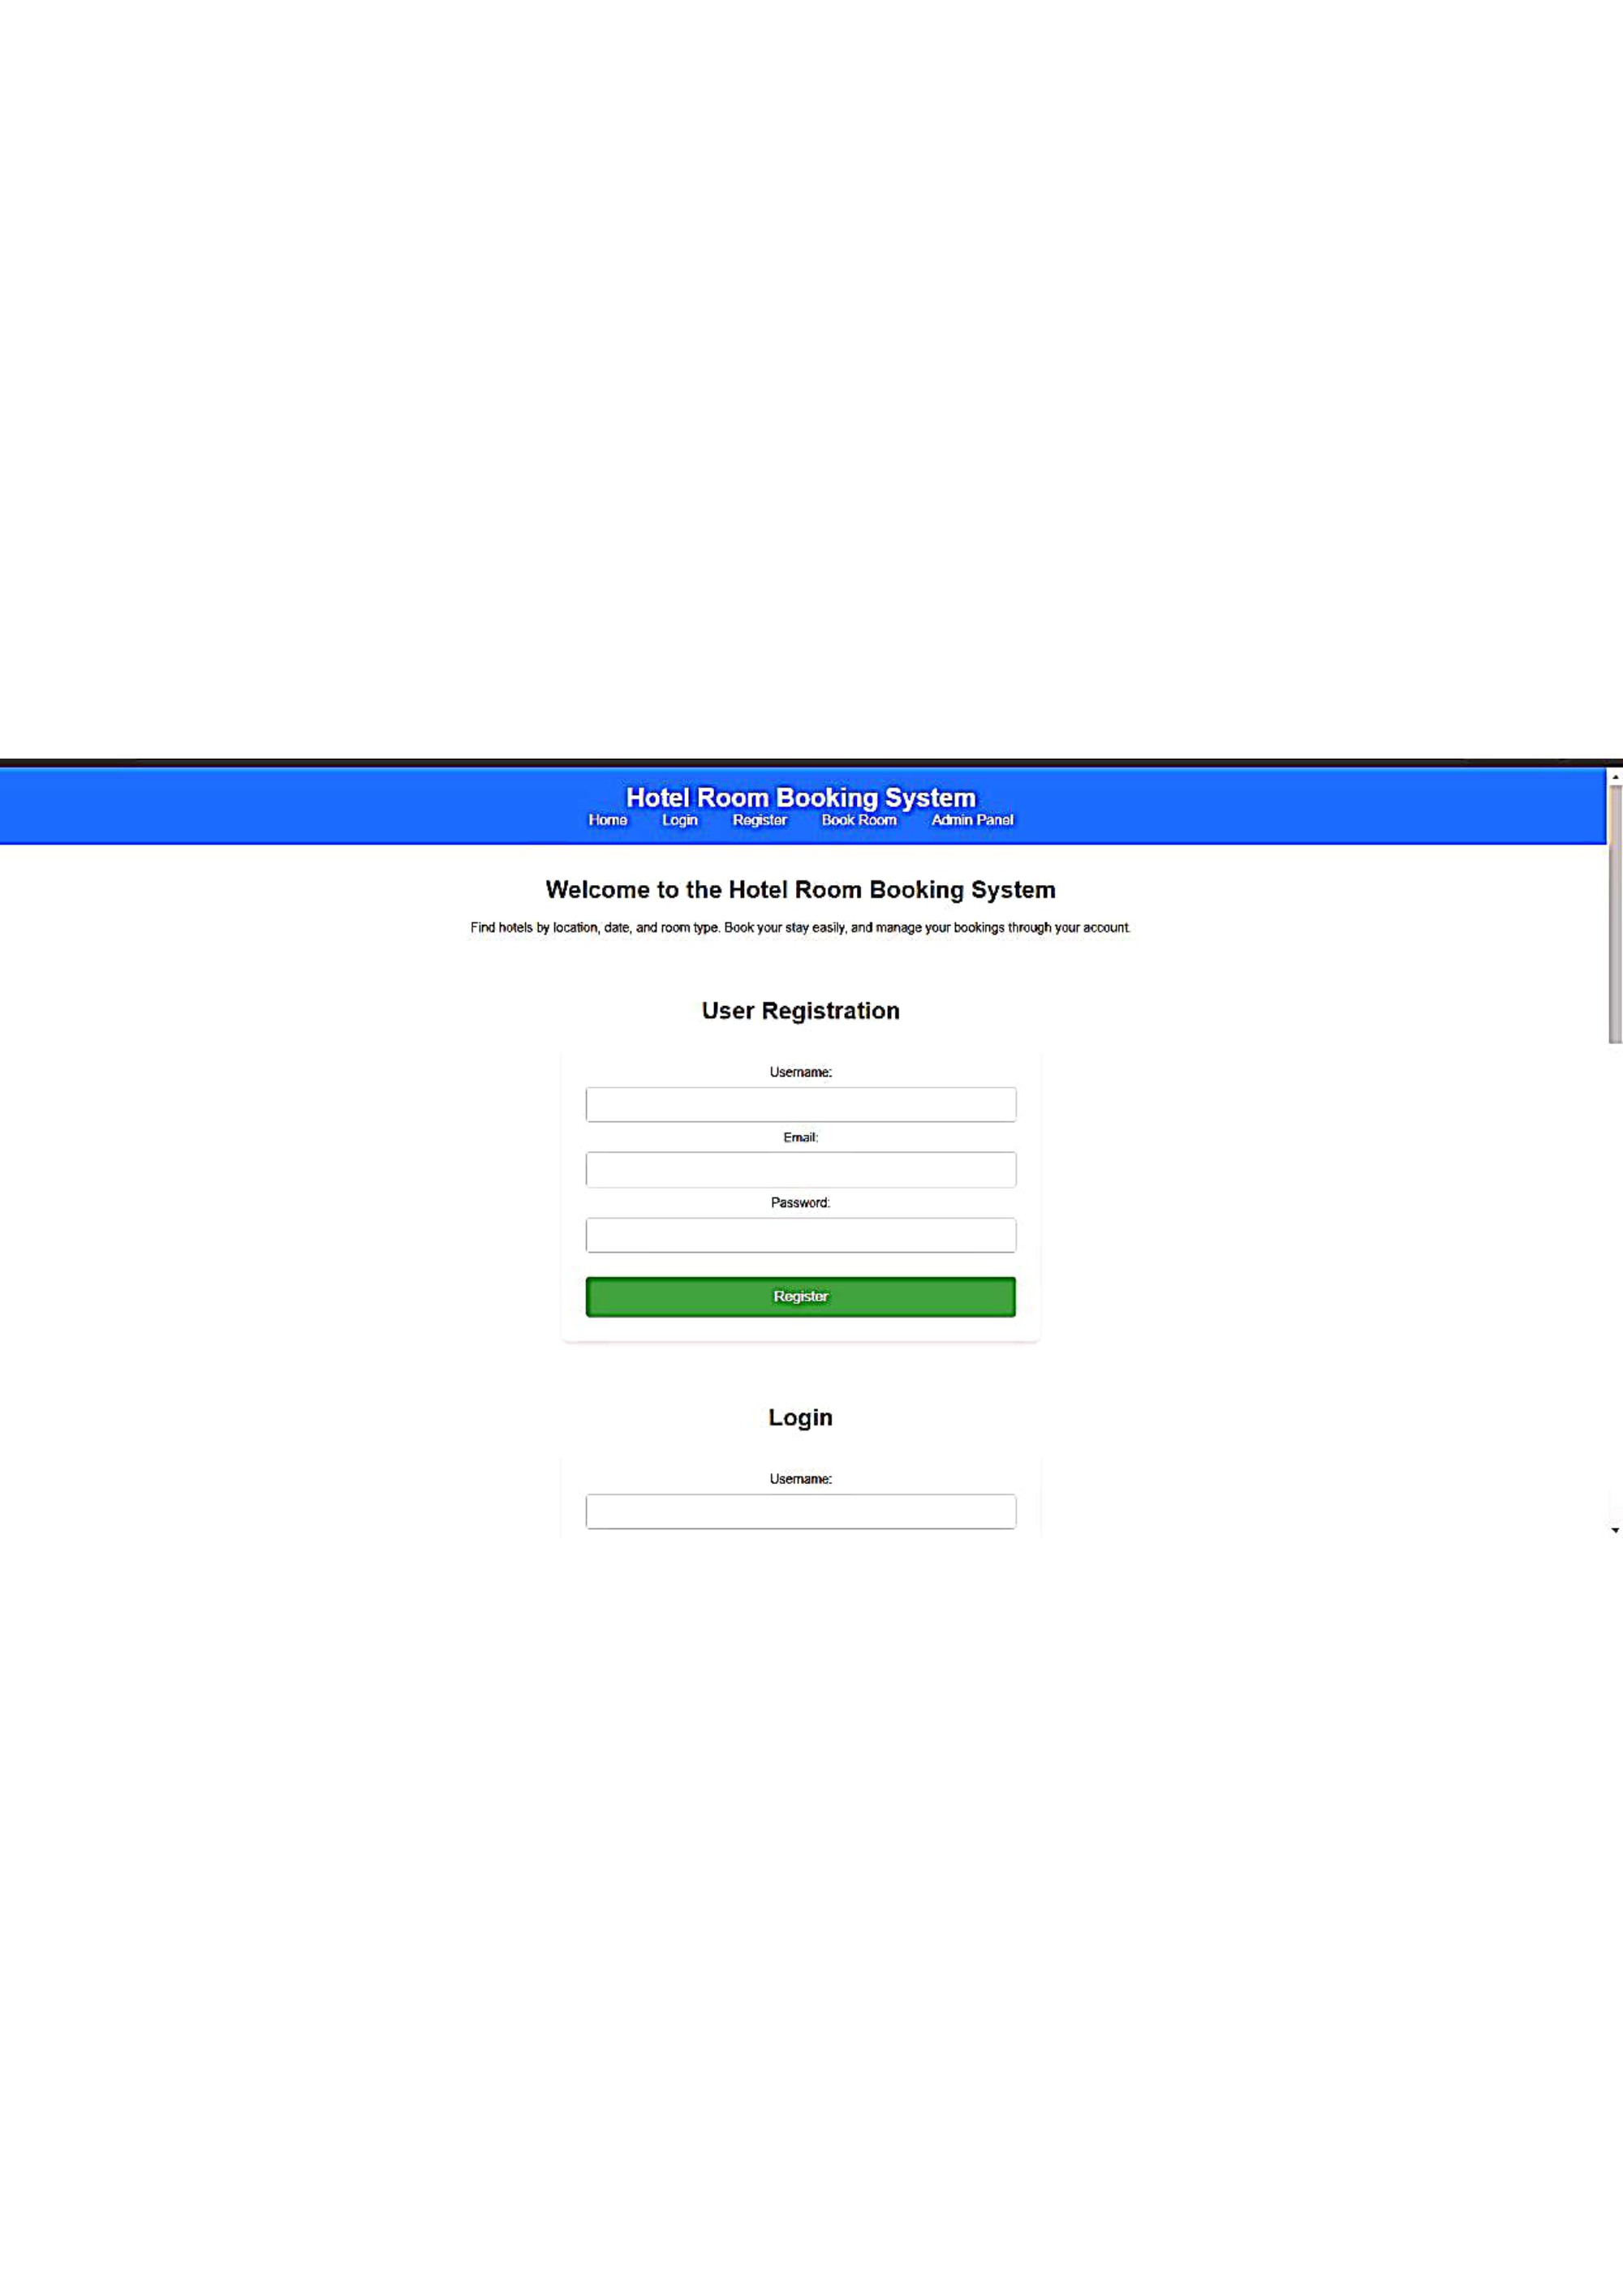 Hotel Room Booking System
Home Login Register Book Room Admin Panel
Welcome to the Hotel Room Booking System
Find hotels by location, date, and room type. Book your stay easily, and manage your bookings through your account.
User Registration
Username:
Email:
Password:
Register
Login
Username: